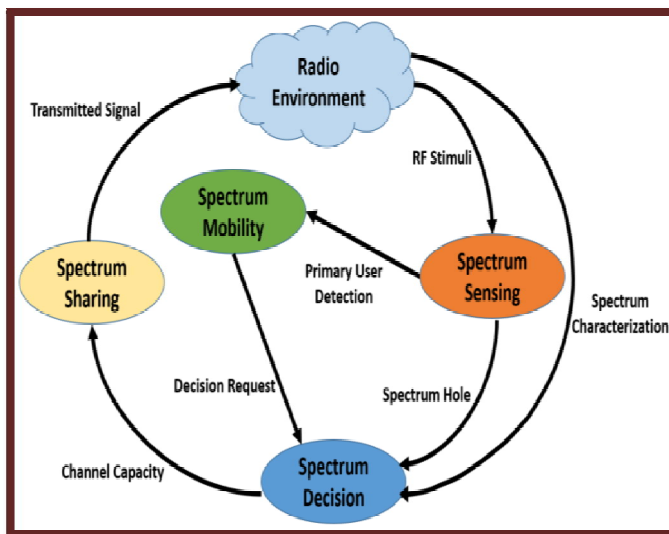 Radio
Environment
Transmitted Signal
RF Stimuli
Spectrum
Mobility
Spectrum
Sharing
Primary User
Detection
Spectrum
Sensing
Spectrum
Characterization
Decision Request
Spectrum Hole
Channel Capacity
Spectrum
Decision